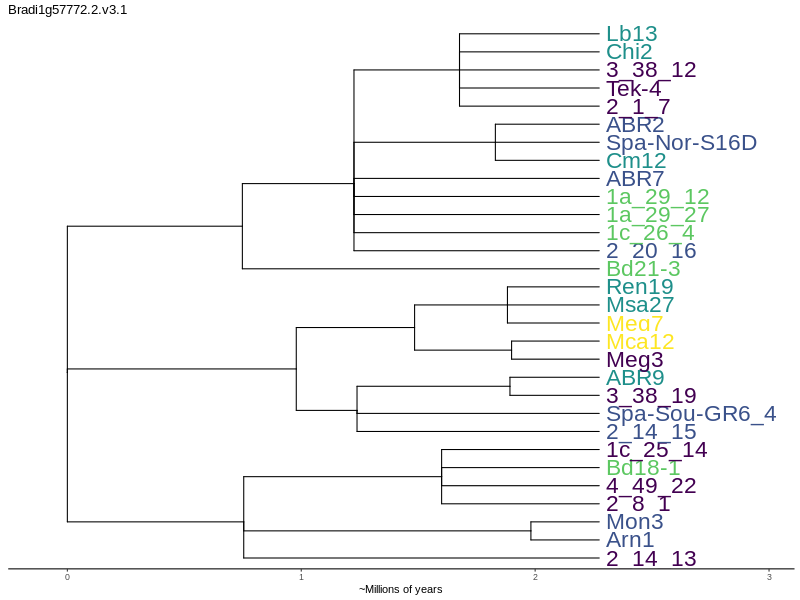 Bradi1g57772.2.v3.1
Lb13
Chi2
3_38_12
Tek-4
2_1_7
ABR2
Spa-Nor-S16D
Cm12
ABR7
1a_29_12
1a_29_27
1c_26_4
2_20_16
Bd21-3
Ren19
Msa27
Meg7
Mca12
Meg3
ABR9
3_38_19
Spa-Sou-GR6_4
2_14_15
1c_25_14
Bd18-1
4_49_22
2_8_1
Mon3
Arn1
2_14_13
0 1 2 3
~Millions of years